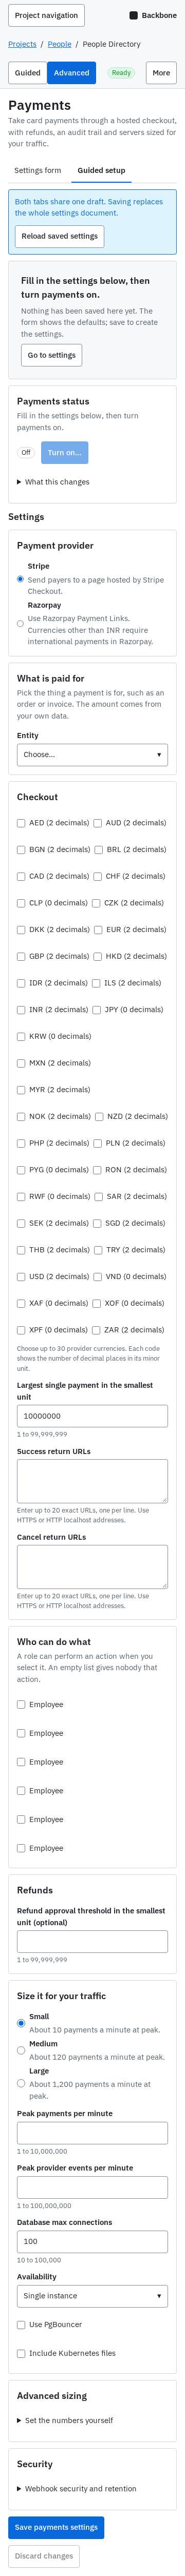 Project navigation
Backbone
Projects / People / People Directory
Guided
Advanced
Ready
More
Payments
Take card payments through a hosted checkout,
with refunds, an audit trail and servers sized for
your traffic.
Settings form
Guided setup
Both tabs share one draft. Saving replaces
the whole settings document.
Reload saved settings
Fill in the settings below, then
turn payments on.
Nothing has been saved here yet. The
form shows the defaults; save to create
the settings.
Go to settings
Payments status
Fill in the settings below, then turn
payments on.
Off
Turn on...
What this changes
Settings
Payment provider
Stripe
Send payers to a page hosted by Stripe
Checkout.
Razorpay
Use Razorpay Payment Links.
Currencies other than INR require
international payments in Razorpay.
What is paid for
Pick the thing a payment is for, such as an
order or invoice. The amount comes from
your own data.
Entity
Choose...
Checkout
AED (2 decimals) AUD (2 decimals)
BGN (2 decimals) BRL (2 decimals)
CAD (2 decimals) CHF (2 decimals)
CLP (0 decimals) CZK (2 decimals)
DKK (2 decimals) EUR (2 decimals)
GBP (2 decimals) HKD (2 decimals)
IDR (2 decimals) ILS (2 decimals)
INR (2 decimals) JPY (0 decimals)
KRW (0 decimals)
MXN (2 decimals)
MYR (2 decimals)
NOK (2 decimals) NZD (2 decimals)
PHP (2 decimals) PLN (2 decimals)
PYG (0 decimals) RON (2 decimals)
RWF (0 decimals) SAR (2 decimals)
SEK (2 decimals) SGD (2 decimals)
THB (2 decimals) TRY (2 decimals)
USD (2 decimals) VND (0 decimals)
XAF (0 decimals) XOF (0 decimals)
XPF (0 decimals) ZAR (2 decimals)
Choose up to 30 provider currencies. Each code
shows the number of decimal places in its minor
unit.
Largest single payment in the smallest
unit
10000000
1 to 99,999,999
Success return URLs
Enter up to 20 exact URLs, one per line. Use
HTTPS or HTTP localhost addresses.
Cancel return URLs
Enter up to 20 exact URLs, one per line. Use
HTTPS or HTTP localhost addresses.
Who can do what
A role can perform an action when you
select it. An empty list gives nobody that
action.
Employee
Employee
Employee
Employee
Employee
Employee
Refunds
Refund approval threshold in the smallest
unit (optional)
1 to 99,999,999
Size it for your traffic
Small
About 10 payments a minute at peak.
Medium
About 120 payments a minute at peak.
Large
About 1,200 payments a minute at
peak.
Peak payments per minute
1 to 10,000,000
Peak provider events per minute
1 to 100,000,000
Database max connections
100
10 to 100,000
Availability
Single instance
Use PgBouncer
Include Kubernetes files
Advanced sizing
Set the numbers yourself
Security
Webhook security and retention
Save payments settings
Discard changes